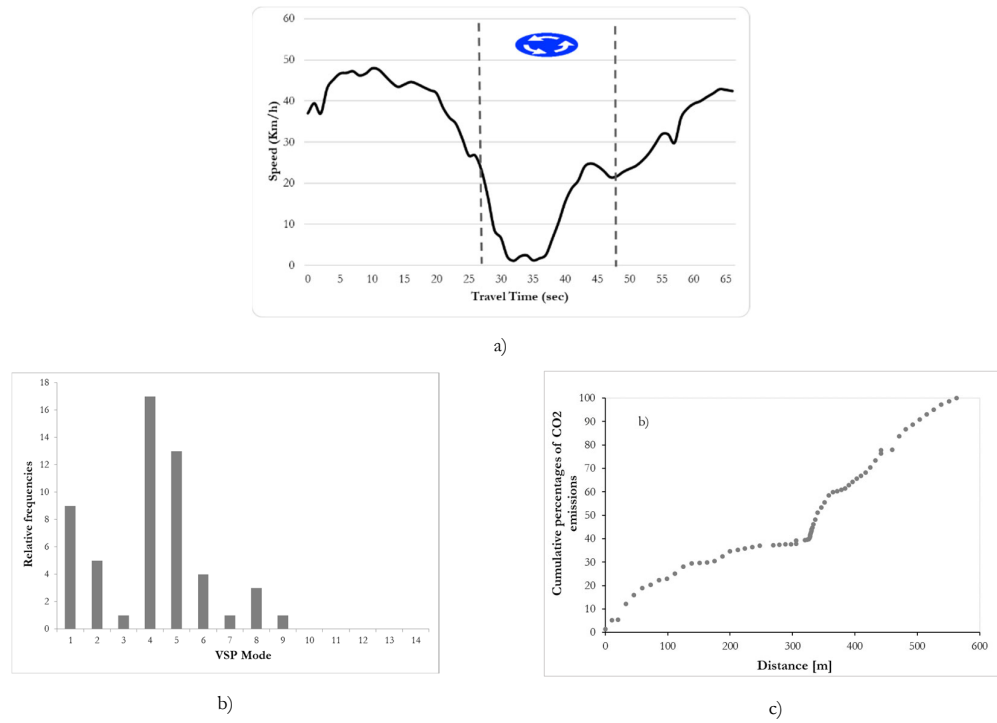 60
50
40
30
20
10
0
Speed (Km/h)
0 5 10 15 20 25 30 35 40 45 50 55 60 65
Travel Time (sec)
a)
18
16
14
12
10
8
6
4
2
0
Relative frequencies
1 2 3 4 5 6 7 8 9 10 11 12 13 14
VSP Mode
b)
100
90
80
70
60
50
40
30
20
10
0
Cumulative percentages of CO2
emissions
b)
0 100 200 300 400 500 600
Distance [m]
c)